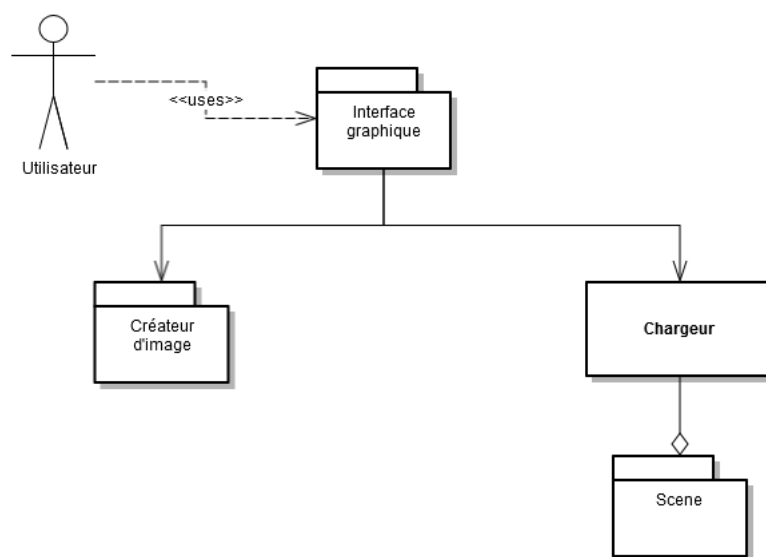 <<uses>>
Interface
graphique
Utilisateur
Créateur
d'image
Chargeur
Scene